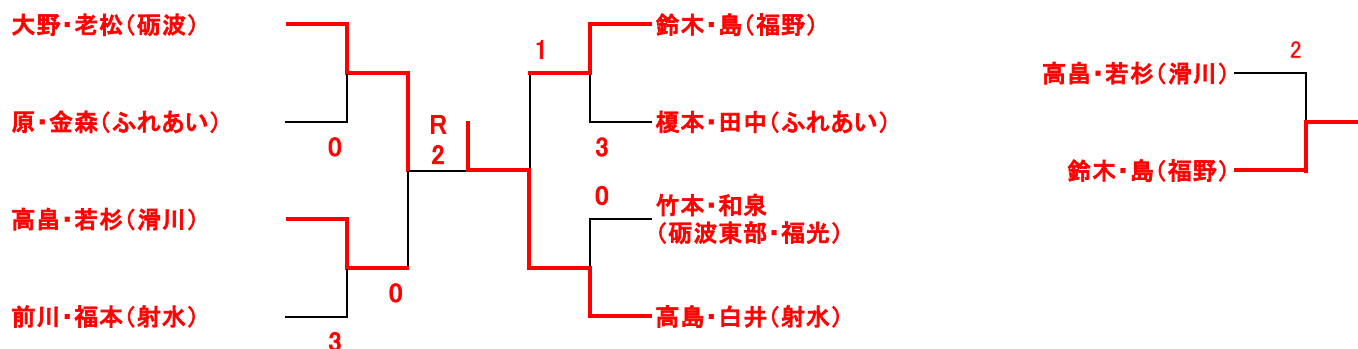 大野・老松(砺波)
原・金森(ふれあい)
0
高畠・若杉(滑川)
前川・福本(射水)
3
0
R
2
1
鈴木・島(福野)
榎本・田中(ふれあい)
3
0
竹本・和泉
(砺波東部・福光)
高島・白井(射水)
2
高畠・若杉(滑川)
鈴木・島(福野)